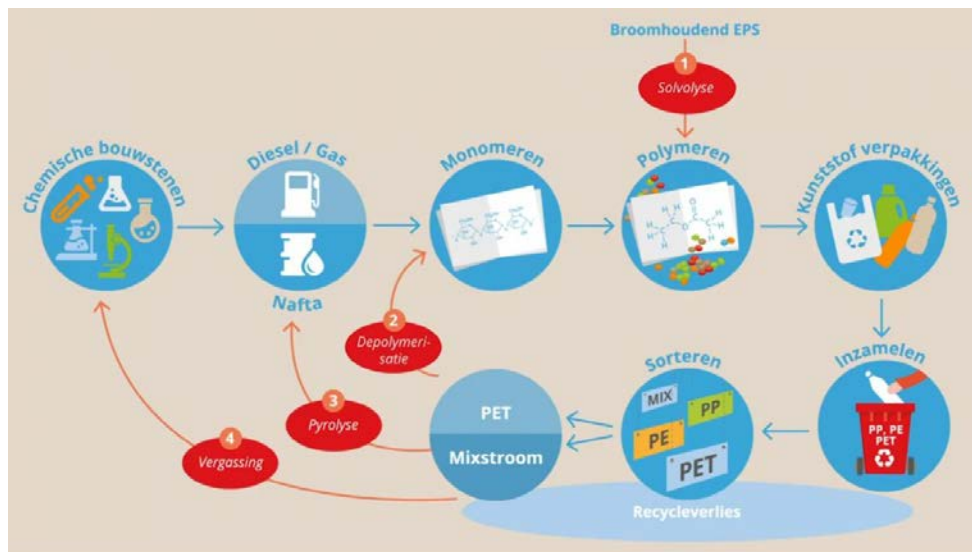 Broomhoudend EPS
1
Solvolyse
Chemische bouwstenen
Diesel / Gas
Nafta
Monomeren
Polymeren
Kunststof verpakkingen
2
Depolymeri-
satie
3
Pyrolyse
4
Vergassing
PET
Mixstroom
Sorteren
MIX
PP
PE
PET
Inzamelen
PP, PE
PET
Recycleverlies